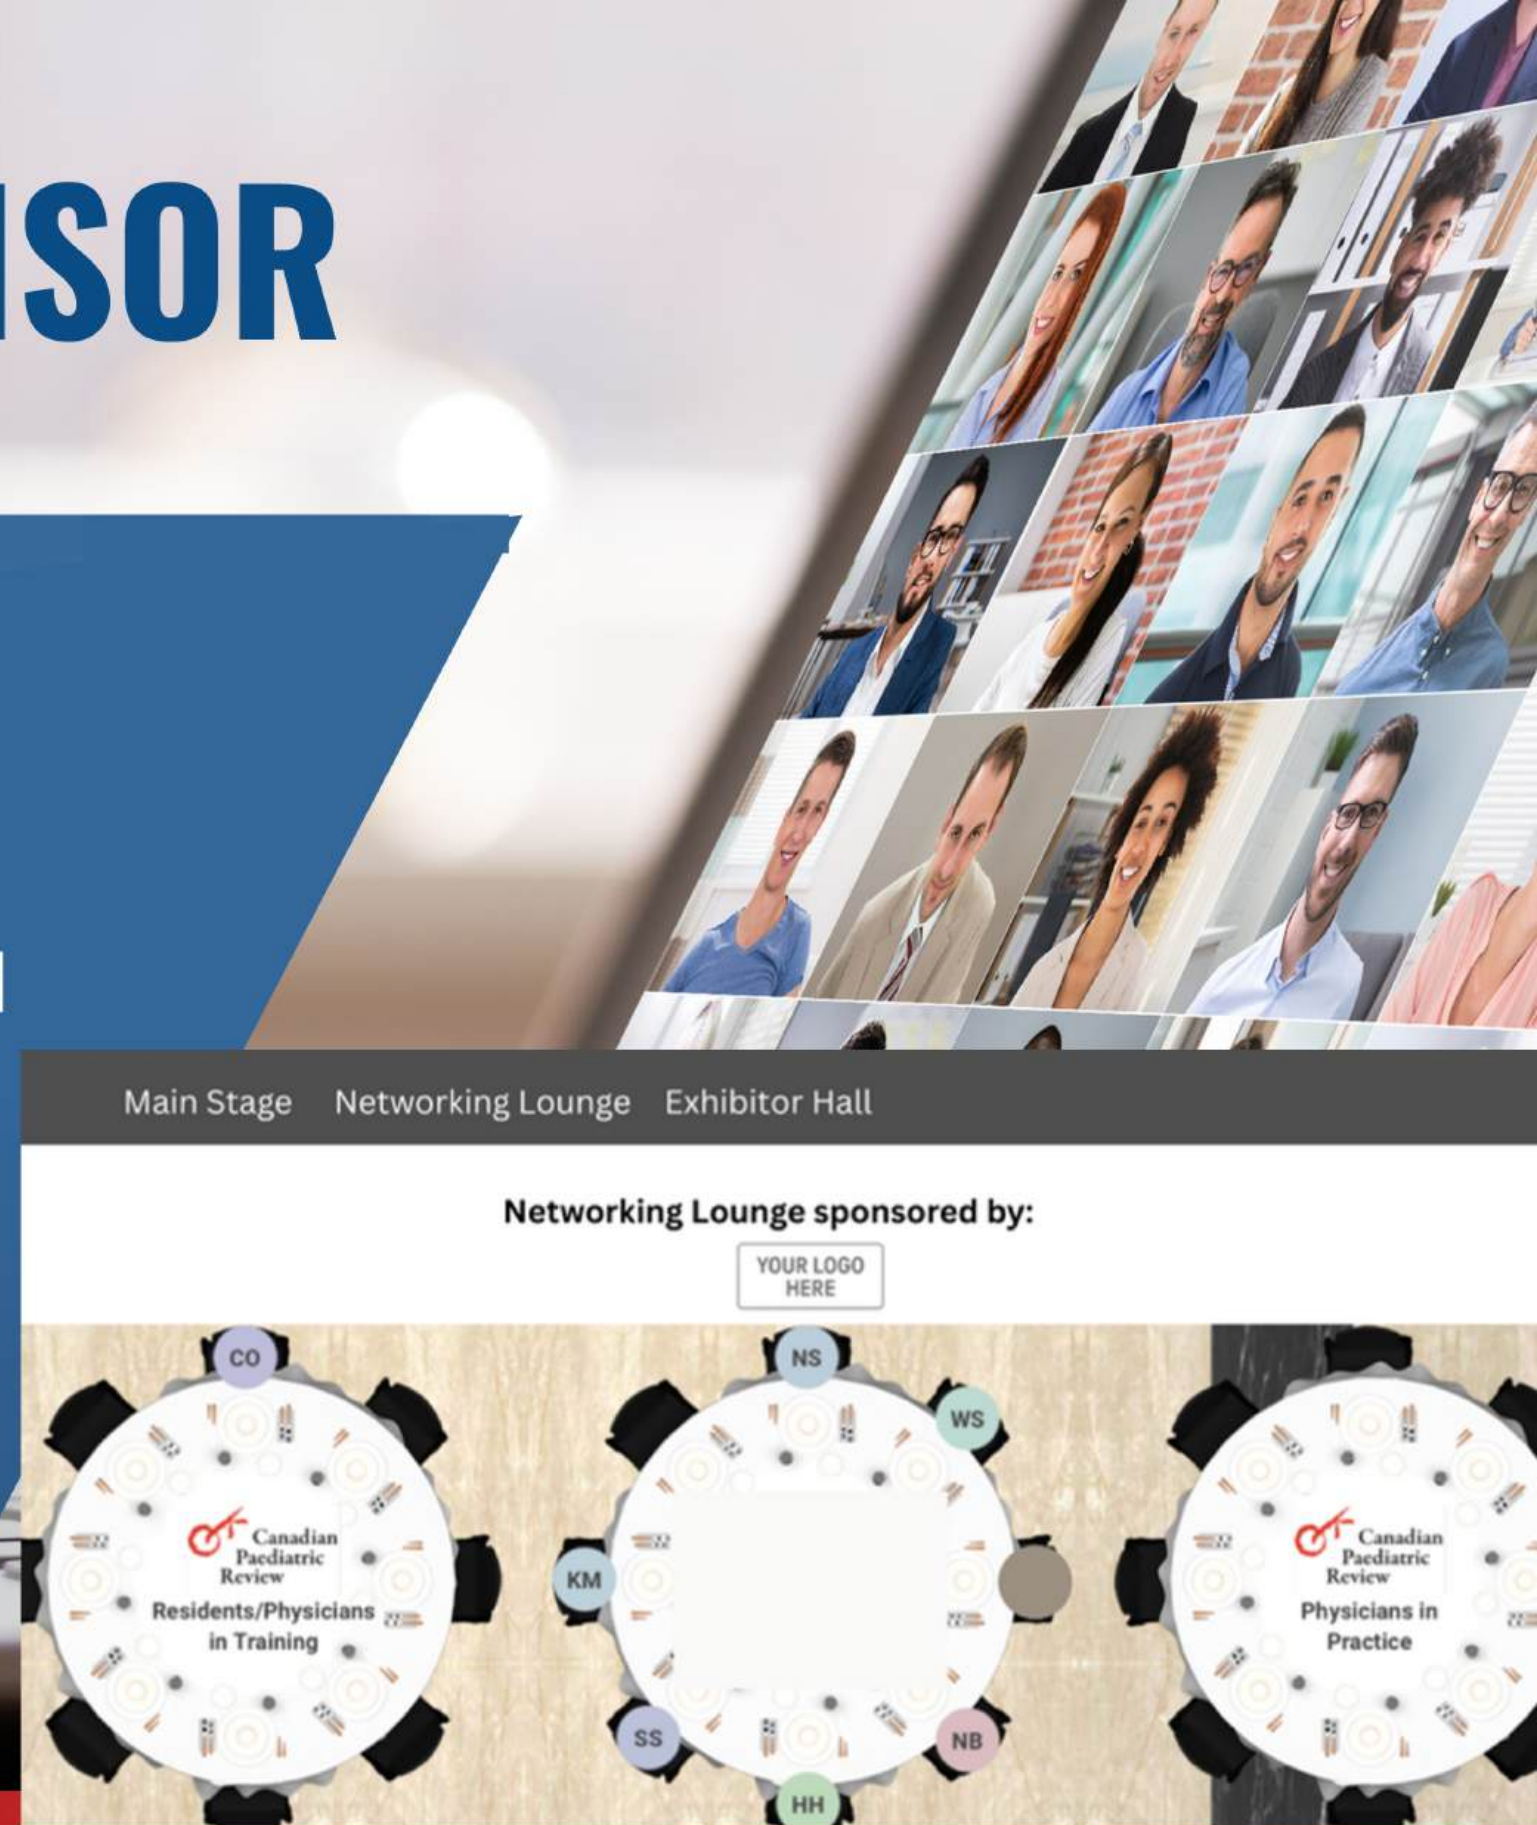 SOR
Main Stage Networking Lounge Exhibitor Hall
Networking Lounge sponsored by:
YOUR LOGO
HERE
CO
NS
WS
KM
SS
NB
HH
Canadian
Paediatric
Review
Residents/Physicians
in Training
Canadian
Paediatric
Review
Physicians in
Practice